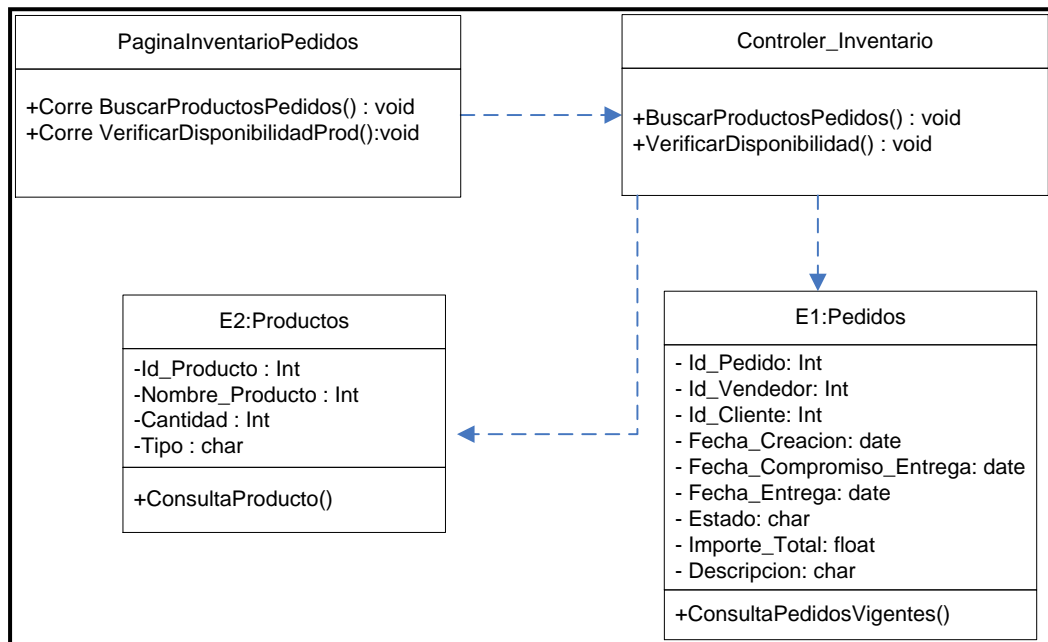 PaginaInventarioPedidos
+Corre BuscarProductosPedidos() : void
+Corre VerificarDisponibilidadProd():void
Controler_Inventario
+BuscarProductosPedidos() : void
+VerificarDisponibilidad() : void
E2:Productos
-Id_Producto : Int
-Nombre_Producto : Int
-Cantidad : Int
-Tipo : char
+ConsultaProducto()
E1:Pedidos
- Id_Pedido: Int
- Id_Vendedor: Int
- Id_Cliente: Int
- Fecha_Creacion: date
- Fecha_Compromiso_Entrega: date
- Fecha_Entrega: date
- Estado: char
- Importe_Total: float
- Descripcion: char
+ConsultaPedidosVigentes()